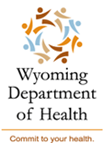 Wyoming
Department
of Health
Commit to your health.